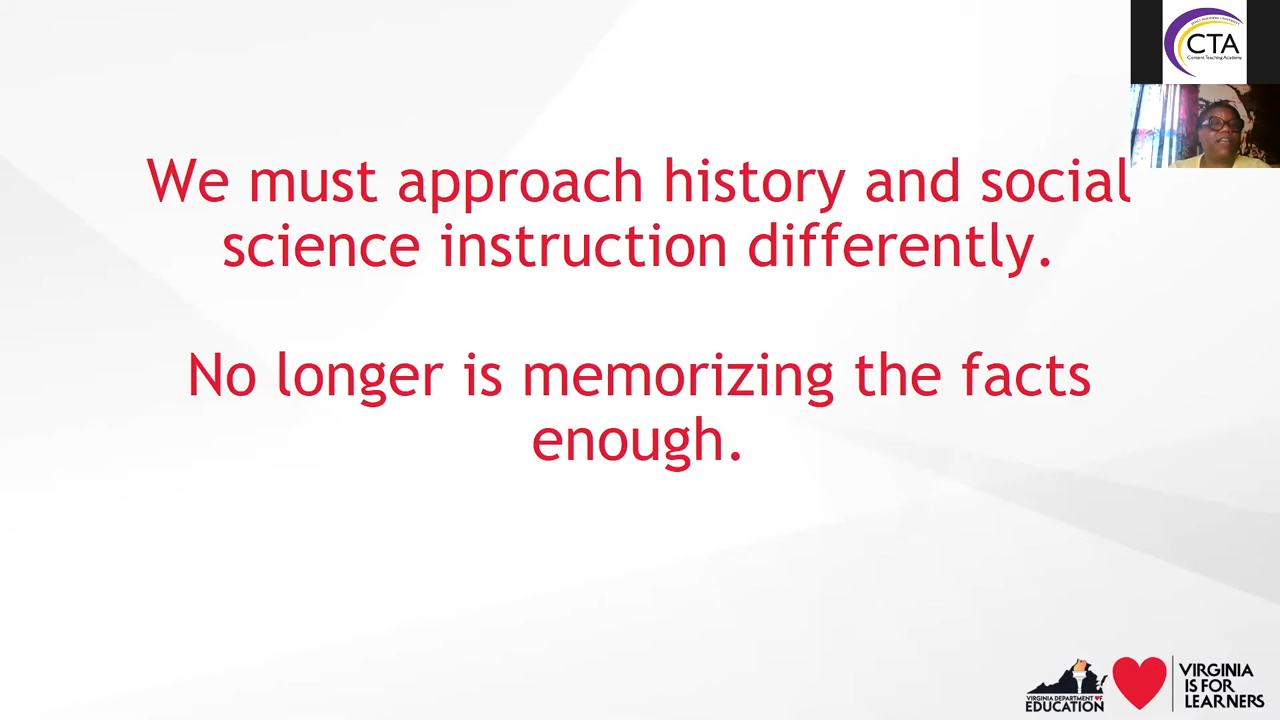 CTA
Content Teaching Academy
We must approach history and social
science instruction differently.
No longer is memorizing the facts
enough.
VIRGINIA DEPARTMENT OF
EDUCATION
VIRGINIA
IS FOR
LEARNERS